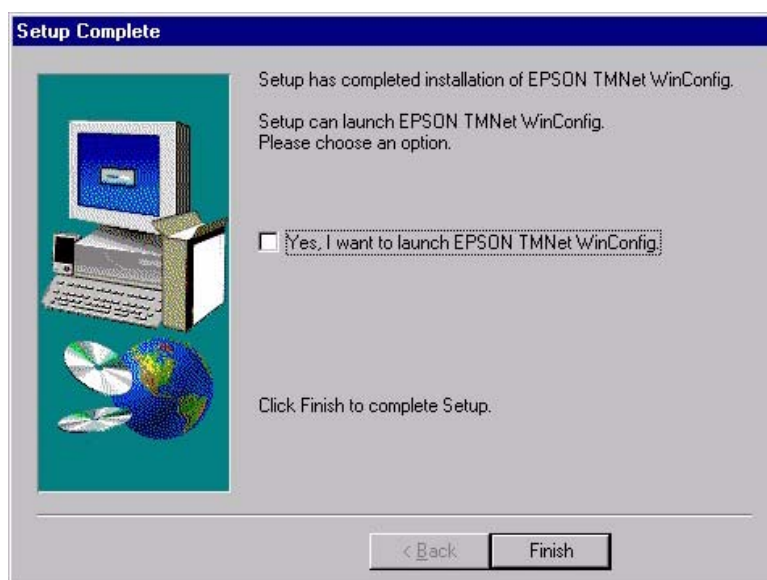 Setup Complete
Setup has completed installation of EPSON TMNet WinConfig.
Setup can launch EPSON TMNet WinConfig.
Please choose an option.
Yes, I want to launch EPSON TMNet WinConfig.
Click Finish to complete Setup.
< Back
Finish